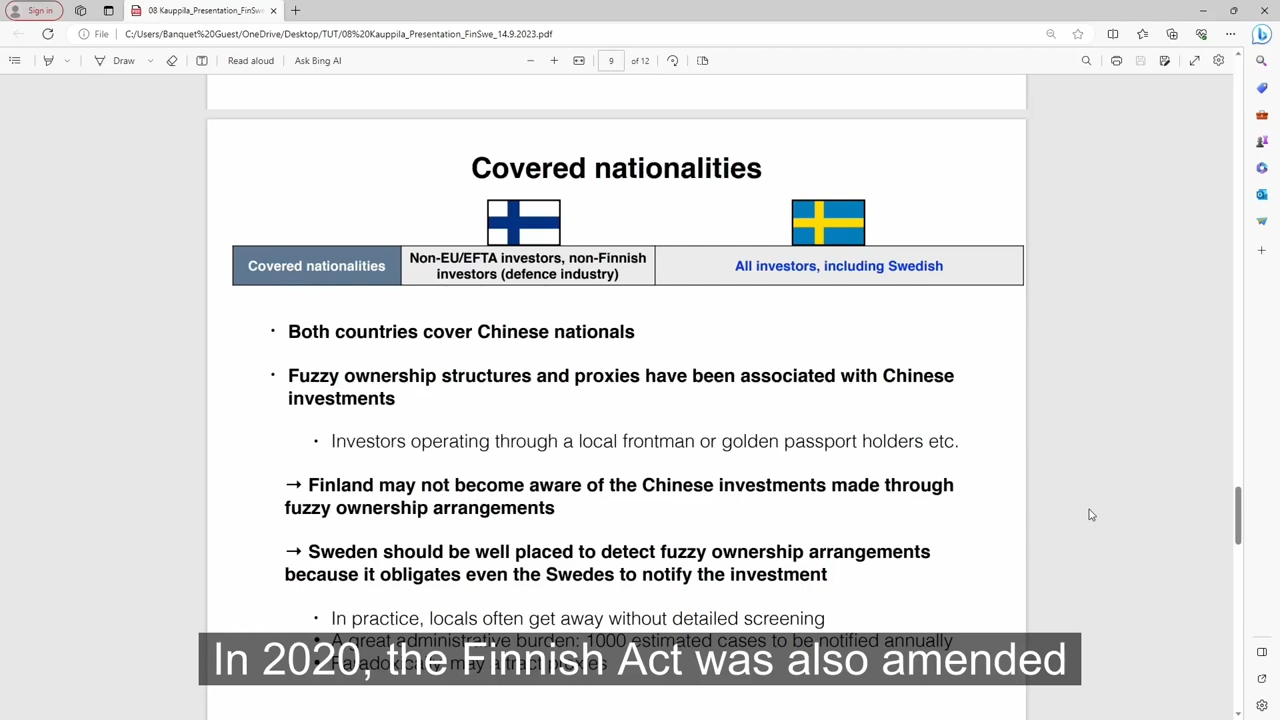 Sign in
08 Kauppila_Presentation_FinSwe
File
C:/Users/Banquet%20Guest/OneDrive/Desktop/TUT/08%20Kauppila_Presentation_FinSwe_14.9.2023.pdf
Draw
Read aloud
Ask Bing AI
9
of 12
Covered nationalities
Covered nationalities
Non-EU/EFTA investors, non-Finnish
investors (defence industry)
All investors, including Swedish
• Both countries cover Chinese nationals
• Fuzzy ownership structures and proxies have been associated with Chinese
investments
• Investors operating through a local frontman or golden passport holders etc.
→ Finland may not become aware of the Chinese investments made through
fuzzy ownership arrangements
→ Sweden should be well placed to detect fuzzy ownership arrangements
because it obligates even the Swedes to notify the investment
• In practice, locals often get away without detailed screening
• A great administrative burden: 1000 estimated cases to be notified annually
• Paradoxically, may attract proxies
In 2020, the Finnish Act was also amended